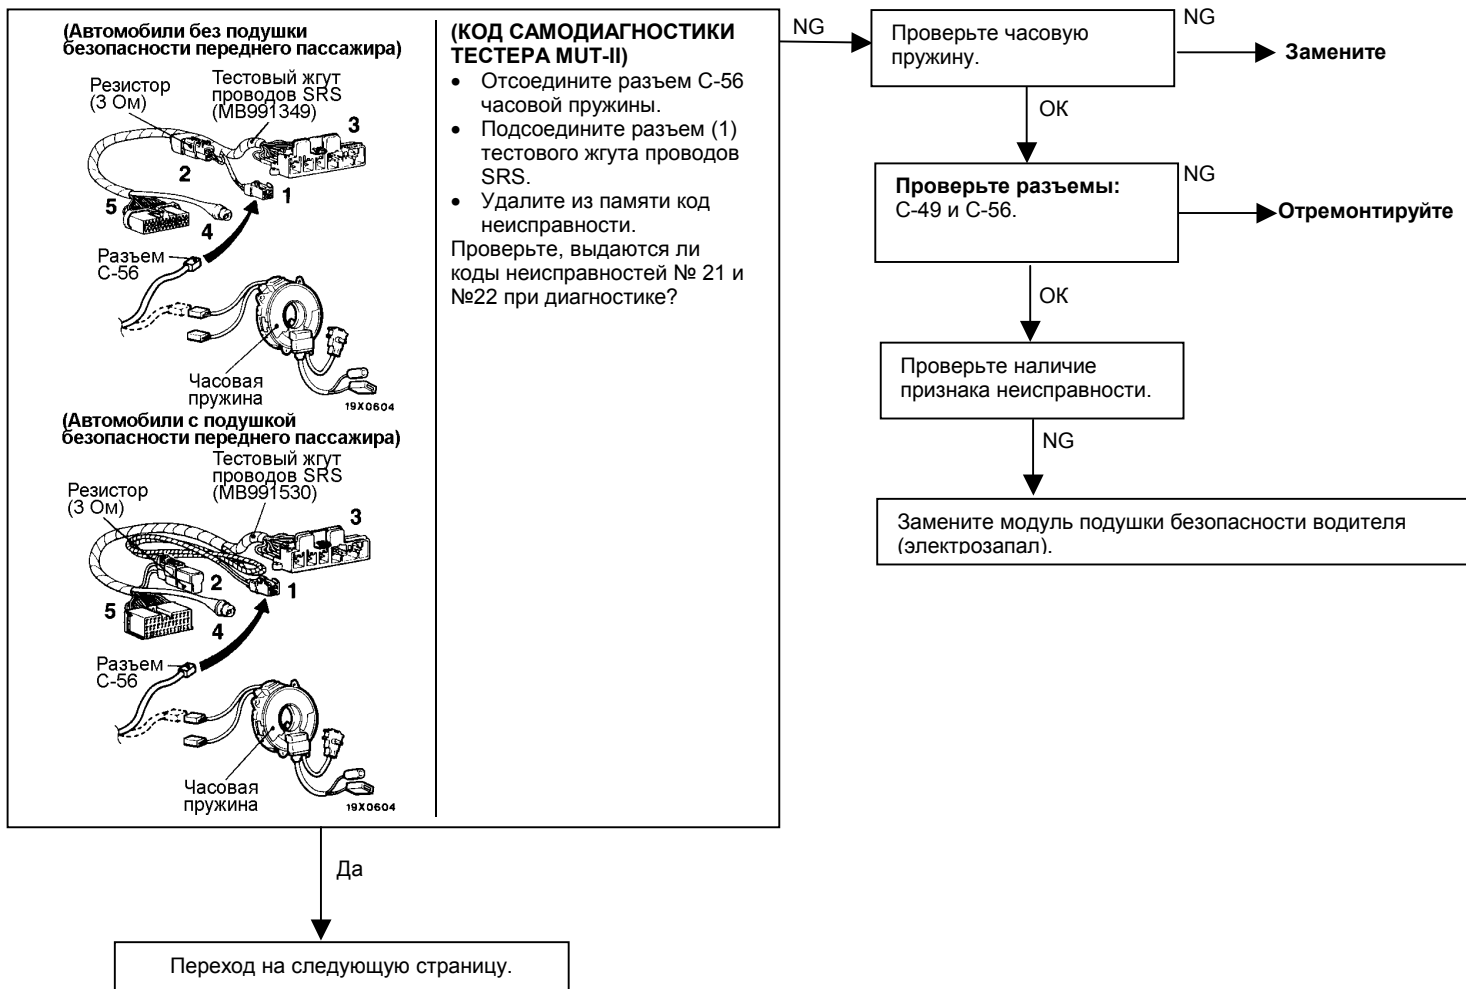 (Автомобили без подушки
безопасности переднего пассажира)
Резистор
(3 Ом)
Тестовый жгут
проводов SRS
(MB991349)
3
2
1
5
4
Разъем
C-56
Часовая
пружина
19X0604
(Автомобили с подушкой
безопасности переднего пассажира)
Тестовый жгут
проводов SRS
(MB991530)
Резистор
(3 Ом)
3
2
1
5
4
Разъем
C-56
Часовая
пружина
19X0604
(КОД САМОДИАГНОСТИКИ
ТЕСТЕРА MUT-II)
• Отсоедините разъем С-56
часовой пружины.
• Подсоедините разъем (1)
тестового жгута проводов
SRS.
• Удалите из памяти код
неисправности.
Проверьте, выдаются ли
коды неисправностей № 21 и
№22 при диагностике?
NG
Проверьте часовую
пружину.
NG
Замените
ОК
Проверьте разъемы:
С-49 и С-56.
NG
Отремонтируйте
ОК
Проверьте наличие
признака неисправности.
NG
Замените модуль подушки безопасности водителя
(электрозапал).
Да
Переход на следующую страницу.